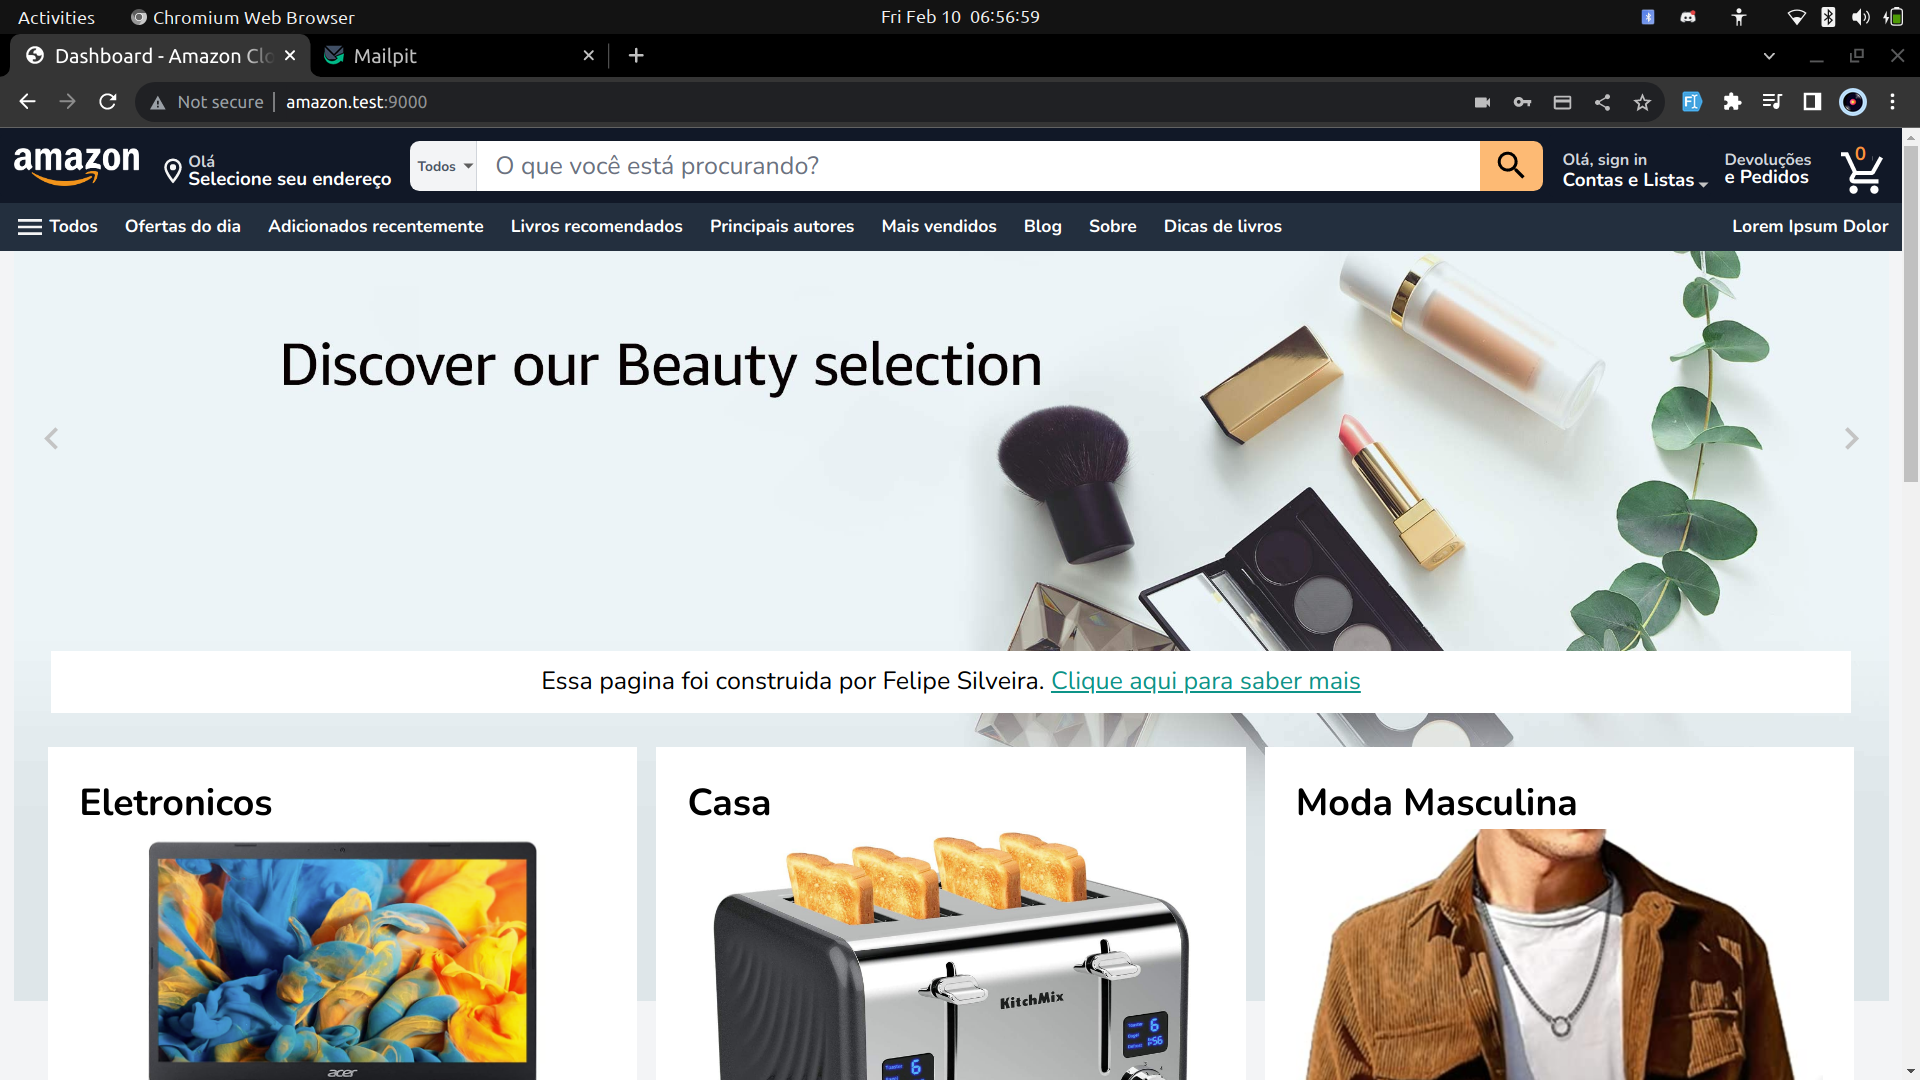 Activities
Chromium Web Browser
Fri Feb 10 06:56:59
Dashboard - Amazon Clo
Mailpit
Not secure
amazon.test:9000
amazon
Olá
Selecione seu endereço
Todos
O que você está procurando?
Olá, sign in
Contas e Listas
Devoluções
e Pedidos
0
Todos
Ofertas do dia
Adicionados recentemente
Livros recomendados
Principais autores
Mais vendidos
Blog
Sobre
Dicas de livros
Lorem Ipsum Dolor
Discover our Beauty selection
Essa pagina foi construida por Felipe Silveira. Clique aqui para saber mais
Eletronicos
Casa
Moda Masculina
acer
KitchMix
6
6